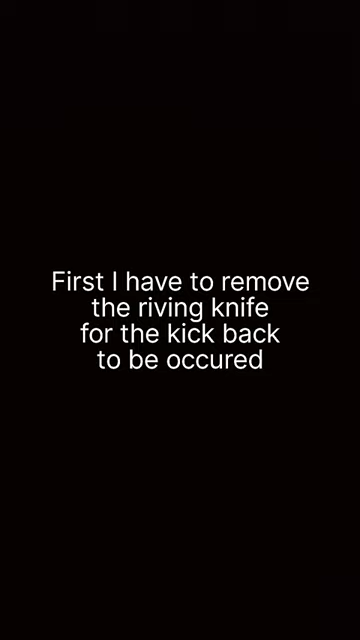 First I have to remove
the riving knife
for the kick back
to be occured